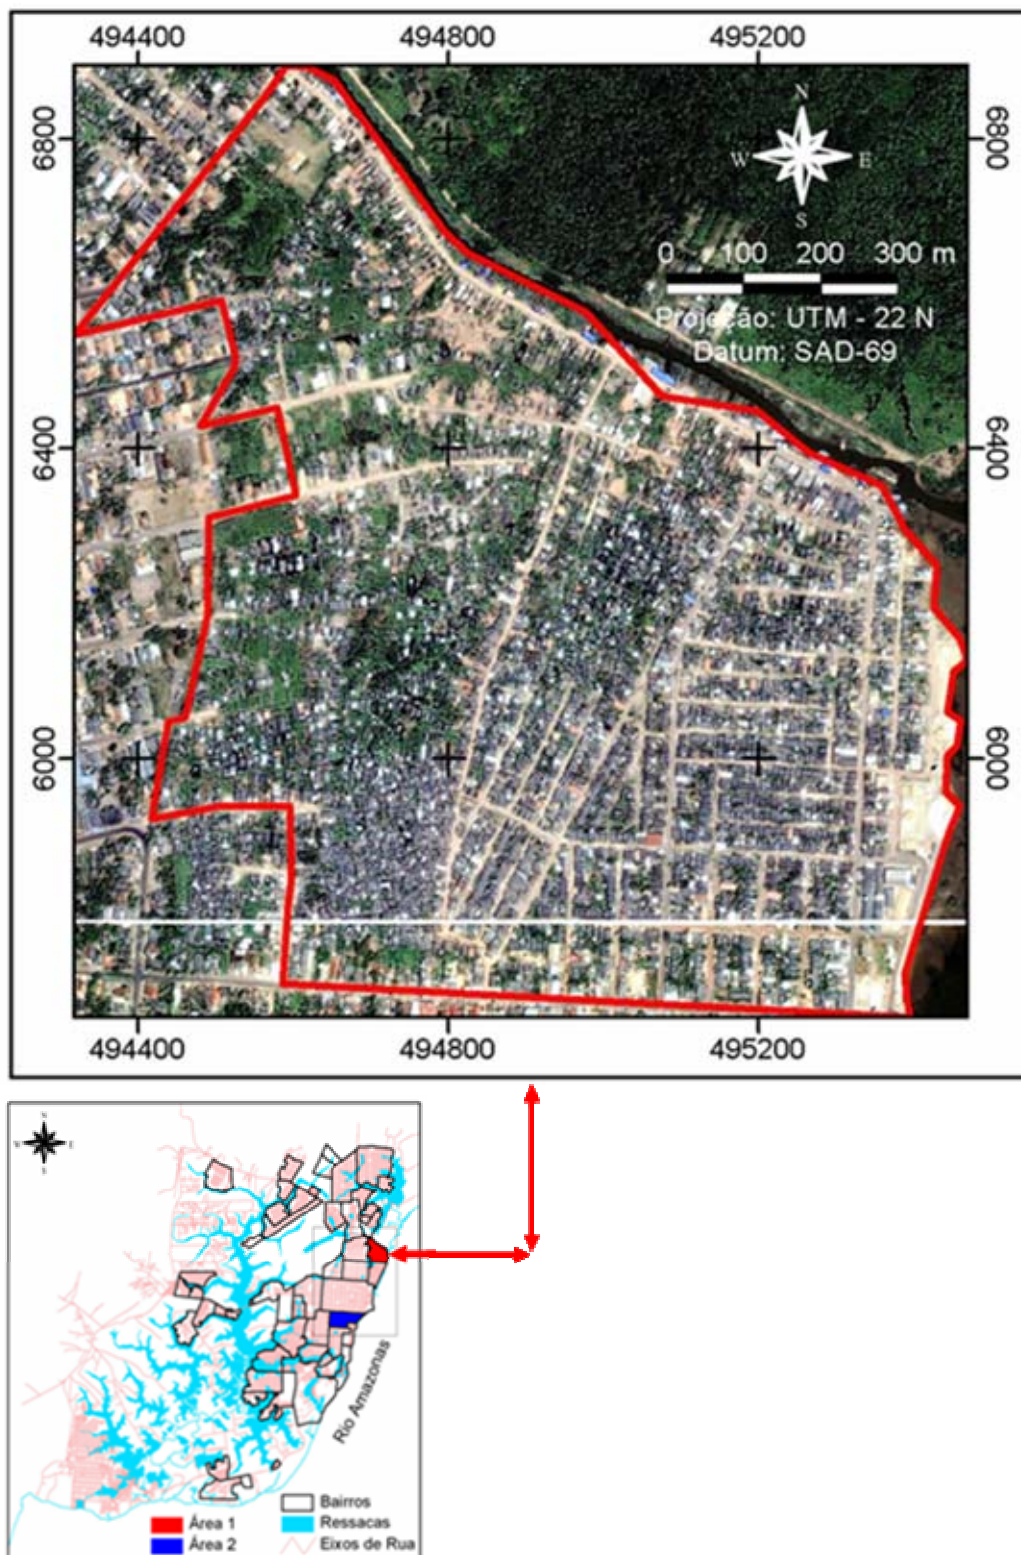 494400 494800 495200
6800 6800
N
W E
S
0 100 200 300 m
Projeção: UTM - 22 N
Datum: SAD-69
6400 6400
6000 6000
494400 494800 495200
N
W E
S
Rio Amazonas
Bairros
Área 1 Ressacas
Área 2 Eixos de Rua